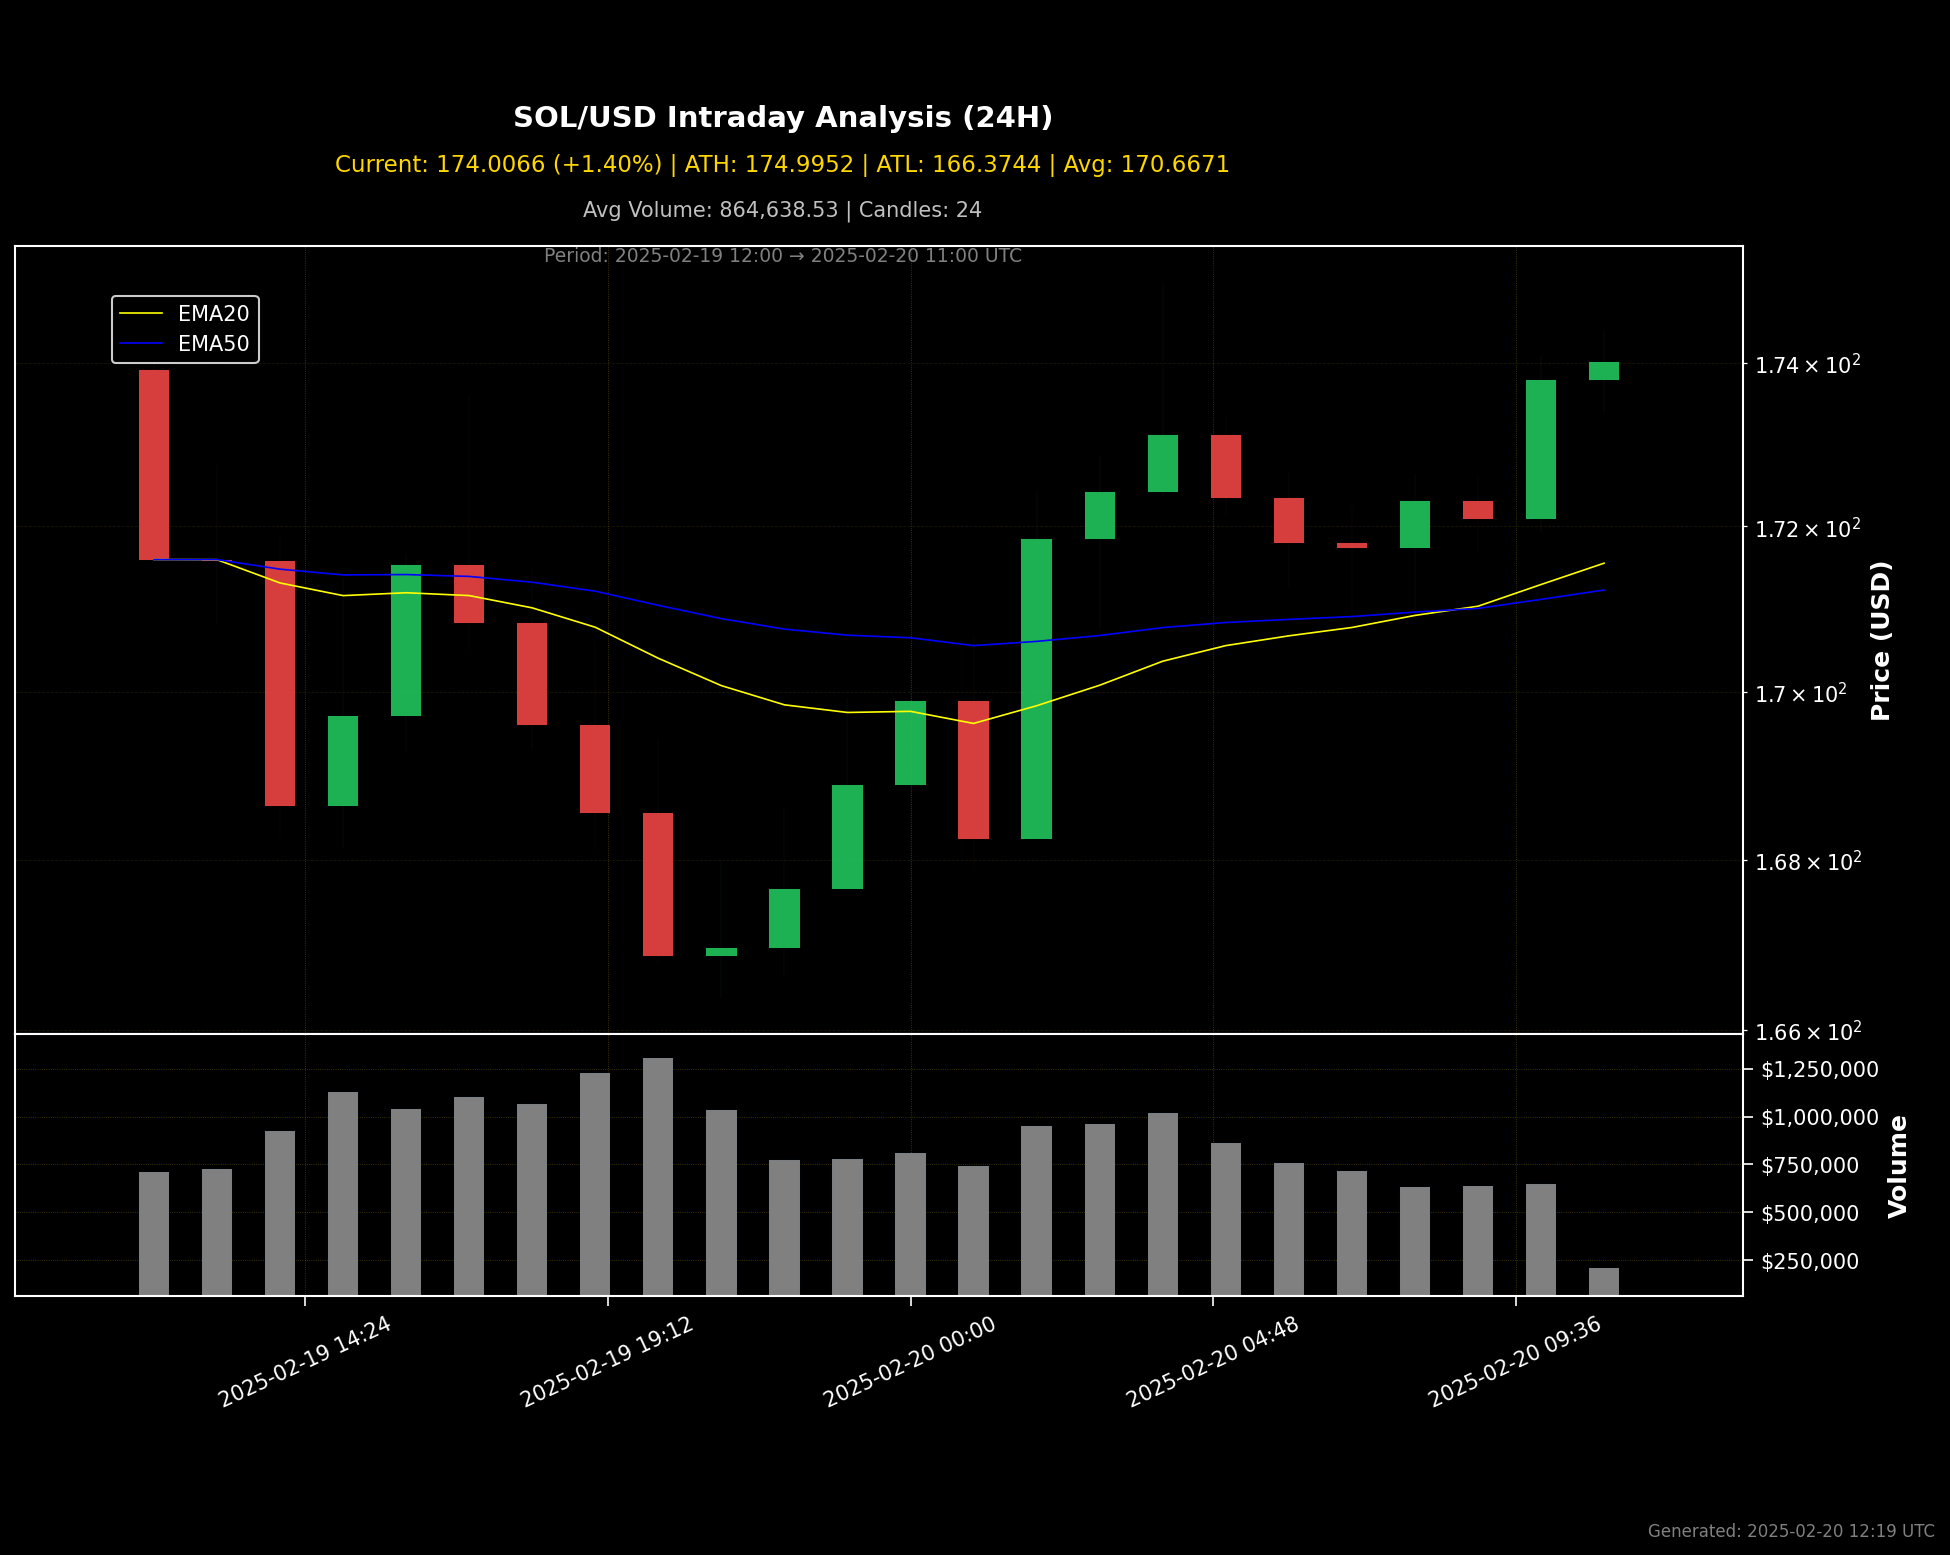 SOL/USD Intraday Analysis (24H)
Current: 174.0066 (+1.40%) | ATH: 174.9952 | ATL: 166.3744 | Avg: 170.6671
Avg Volume: 864,638.53 | Candles: 24
Period: 2025-02-19 12:00 → 2025-02-20 11:00 UTC
EMA20
EMA50
1.74 × 10²
1.72 × 10²
1.7 × 10²
1.68 × 10²
1.66 × 10²
Price (USD)
$1,250,000
$1,000,000
$750,000
$500,000
$250,000
Volume
2025-02-19 14:24
2025-02-19 19:12
2025-02-20 00:00
2025-02-20 04:48
2025-02-20 09:36
Generated: 2025-02-20 12:19 UTC